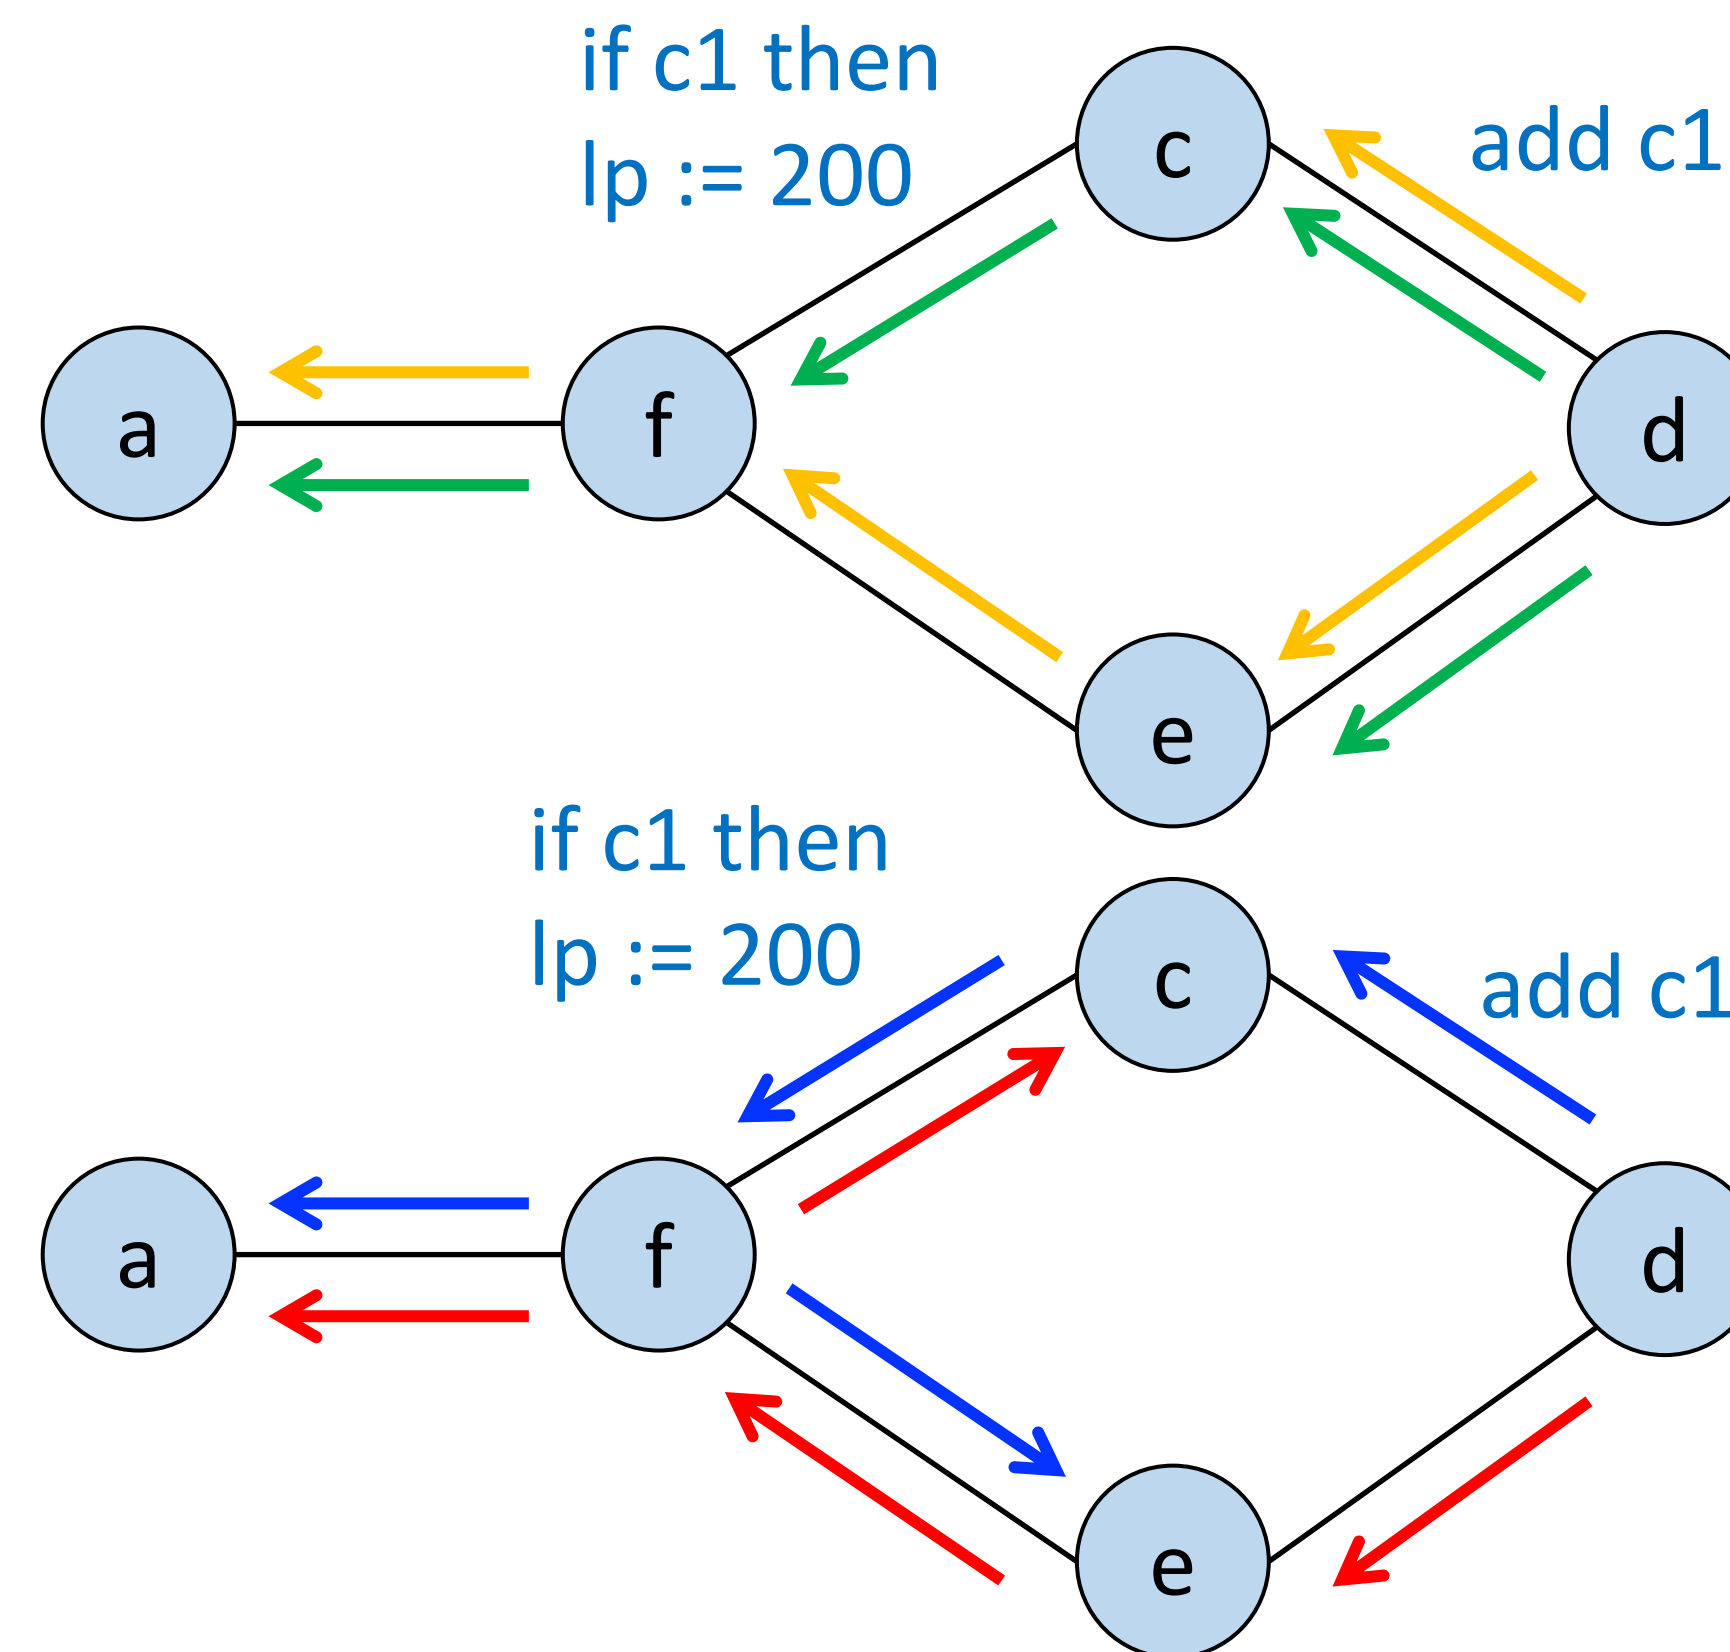 if c1 then
lp := 200
c
add c1
a
f
d
e
if c1 then
lp := 200
c
add c1
a
f
d
e